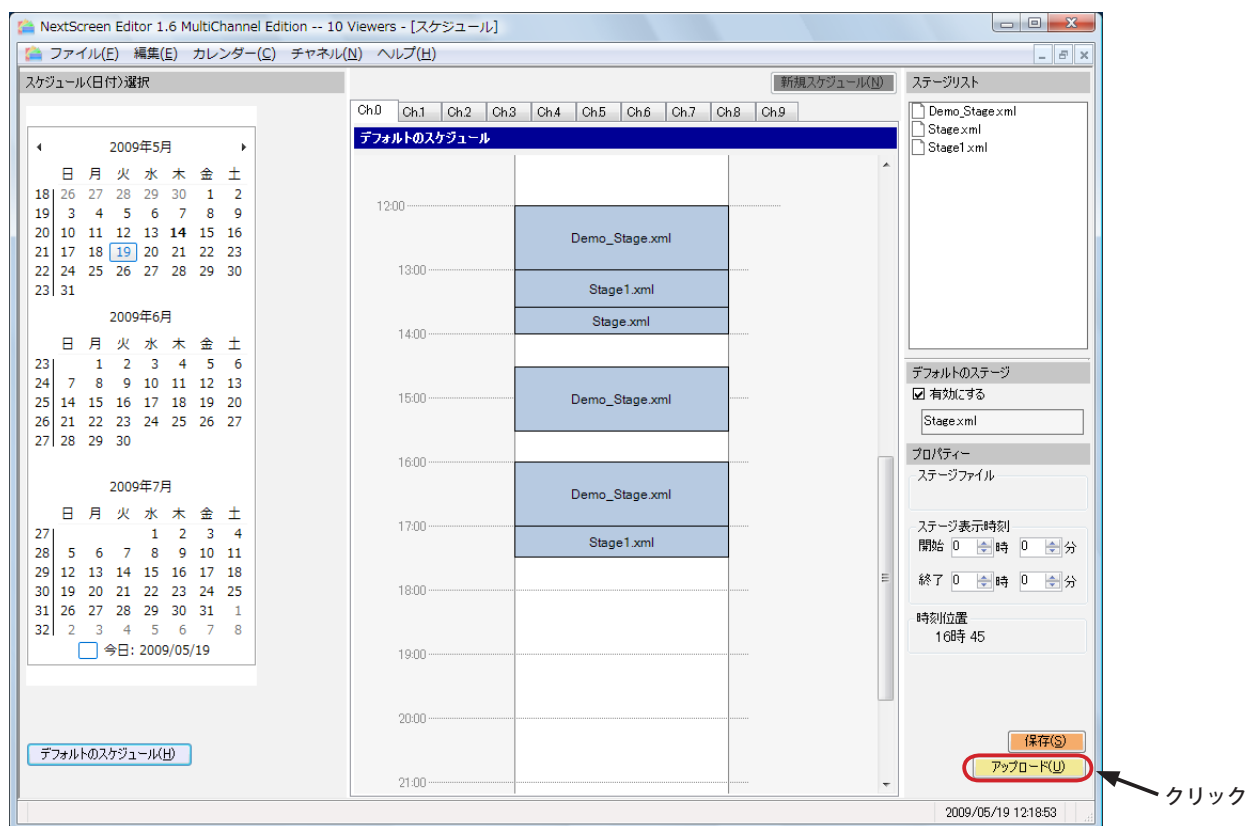 NextScreen Editor 1.6 MultiChannel Edition -- 10 Viewers - [スケジュール]
ファイル(F) 編集(E) カレンダー(C) チャネル(N) ヘルプ(H)
スケジュール(日付)選択
2009年5月
日 月 火 水 木 金 土
18 26 27 28 29 30 1 2
19 3 4 5 6 7 8 9
20 10 11 12 13 14 15 16
21 17 18 19 20 21 22 23
22 24 25 26 27 28 29 30
23 31
2009年6月
日 月 火 水 木 金 土
23 1 2 3 4 5 6
24 7 8 9 10 11 12 13
25 14 15 16 17 18 19 20
26 21 22 23 24 25 26 27
27 28 29 30
2009年7月
日 月 火 水 木 金 土
27 1 2 3 4
28 5 6 7 8 9 10 11
29 12 13 14 15 16 17 18
30 19 20 21 22 23 24 25
31 26 27 28 29 30 31 1
32 2 3 4 5 6 7 8
今日: 2009/05/19
デフォルトのスケジュール(H)
新規スケジュール(N)
Ch.0 Ch.1 Ch.2 Ch.3 Ch.4 Ch.5 Ch.6 Ch.7 Ch.8 Ch.9
デフォルトのスケジュール
12:00
Demo_Stage.xml
13:00
Stage1.xml
Stage.xml
14:00
15:00
Demo_Stage.xml
16:00
Demo_Stage.xml
17:00
Stage1.xml
18:00
19:00
20:00
21:00
ステージリスト
Demo_Stage.xml
Stage.xml
Stage1.xml
デフォルトのステージ
有効にする
Stage.xml
プロパティー
ステージファイル
ステージ表示時刻
開始 0 時 0 分
終了 0 時 0 分
時刻位置
16時 45
保存(S)
アップロード(U)
クリック
2009/05/19 12:18:53